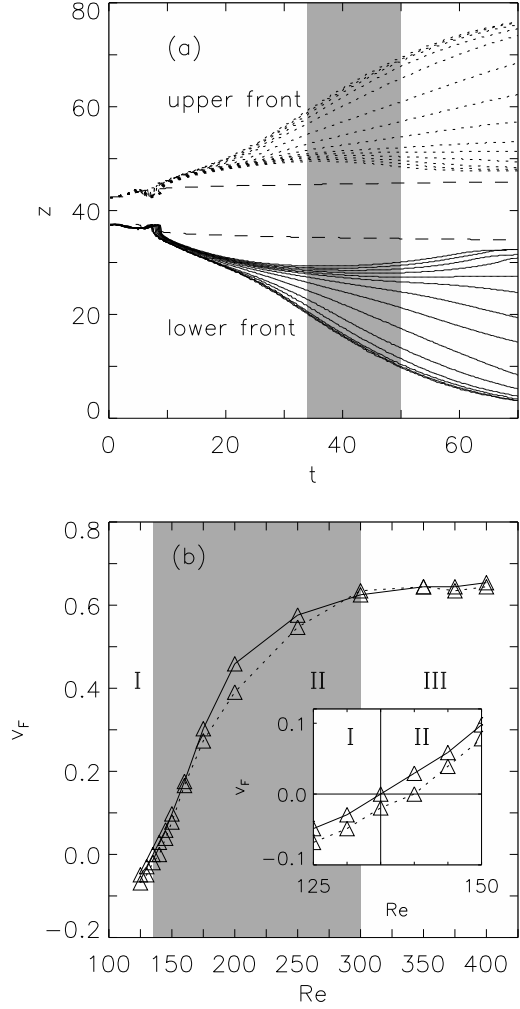 80
(a)
60
upper front
z
40
20
lower front
0
0 20 40 60
t
0.8
(b)
0.6
I II III
0.4
v_F
0.2
0.0
−0.2
100 150 200 250 300 350 400
Re
0.1
I II
v_F
0.0
−0.1
125 150
Re